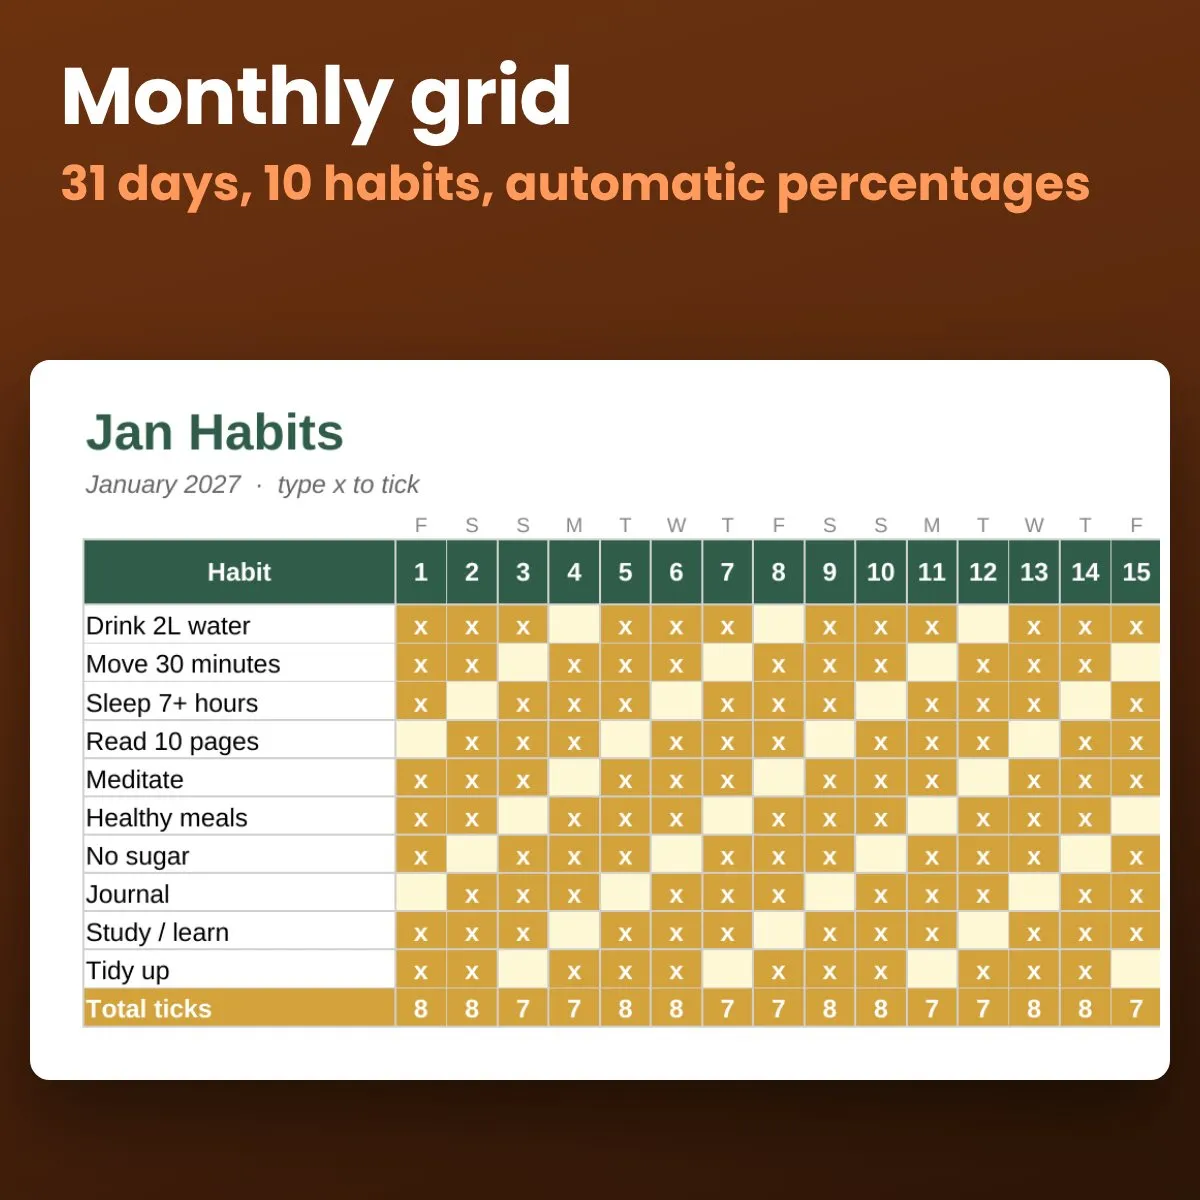 Monthly grid
31 days, 10 habits, automatic percentages
Jan Habits
January 2027 · type x to tick
F S S M T W T F S S M T W T F
Habit 1 2 3 4 5 6 7 8 9 10 11 12 13 14 15
Drink 2L water x x x x x x x x x x x x
Move 30 minutes x x x x x x x x x x x
Sleep 7+ hours x x x x x x x x x x x
Read 10 pages x x x x x x x x x x x
Meditate x x x x x x x x x x x x
Healthy meals x x x x x x x x x x x
No sugar x x x x x x x x x x x
Journal x x x x x x x x x x x
Study / learn x x x x x x x x x x x x
Tidy up x x x x x x x x x x x
Total ticks 8 8 7 7 8 8 7 7 8 8 7 7 8 8 7